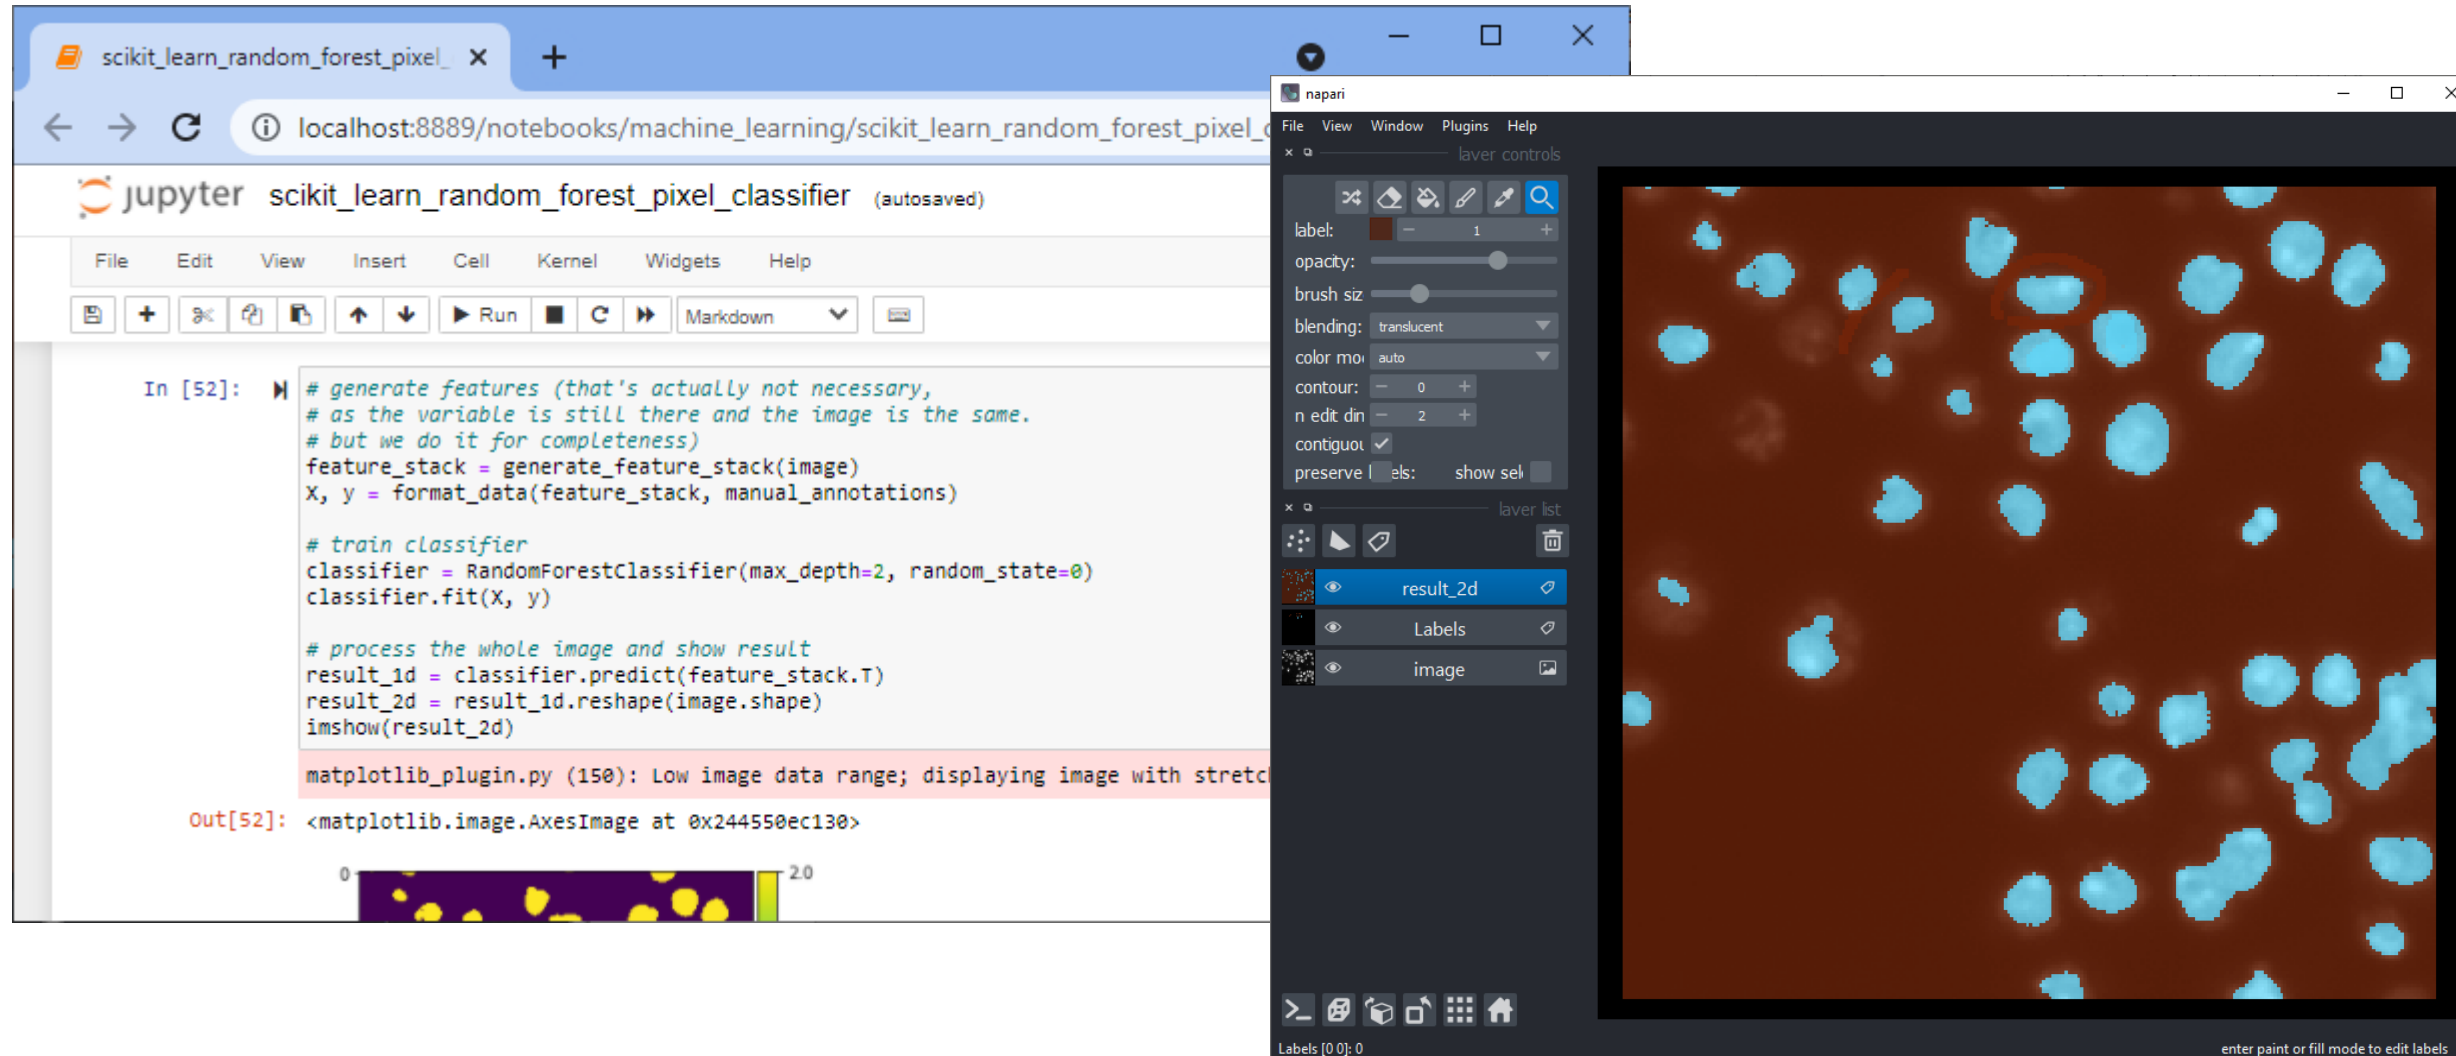 scikit_learn_random_forest_pixel_
localhost:8889/notebooks/machine_learning/scikit_learn_random_forest_pixel_c
jupyter scikit_learn_random_forest_pixel_classifier (autosaved)
File Edit View Insert Cell Kernel Widgets Help
Run Markdown
In [52]:
# generate features (that's actually not necessary,
# as the variable is still there and the image is the same.
# but we do it for completeness)
feature_stack = generate_feature_stack(image)
X, y = format_data(feature_stack, manual_annotations)
# train classifier
classifier = RandomForestClassifier(max_depth=2, random_state=0)
classifier.fit(X, y)
# process the whole image and show result
result_1d = classifier.predict(feature_stack.T)
result_2d = result_1d.reshape(image.shape)
imshow(result_2d)
matplotlib_plugin.py (150): Low image data range; displaying image with stretc
Out[52]: <matplotlib.image.AxesImage at 0x244550ec130>
0 2.0
napari
File View Window Plugins Help
layer controls
label: 1
opacity:
brush siz
blending: translucent
color mo auto
contour: 0
n edit din 2
contiguou
preserve l els: show sel
layer list
result_2d
Labels
image
Labels [0 0]: 0
enter paint or fill mode to edit labels